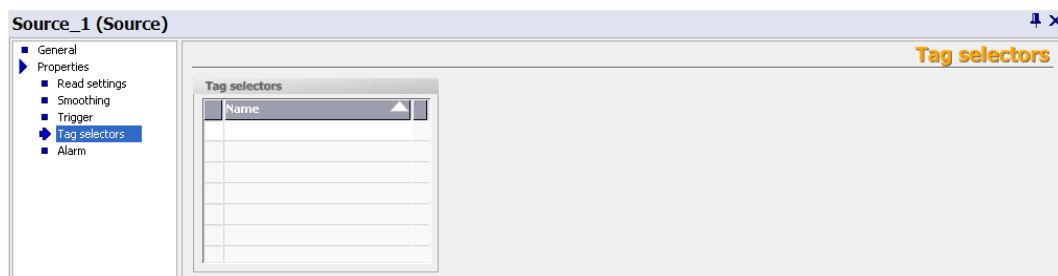 Source_1 (Source)
General
Properties
Read settings
Smoothing
Trigger
Tag selectors
Alarm
Tag selectors
Tag selectors
Name